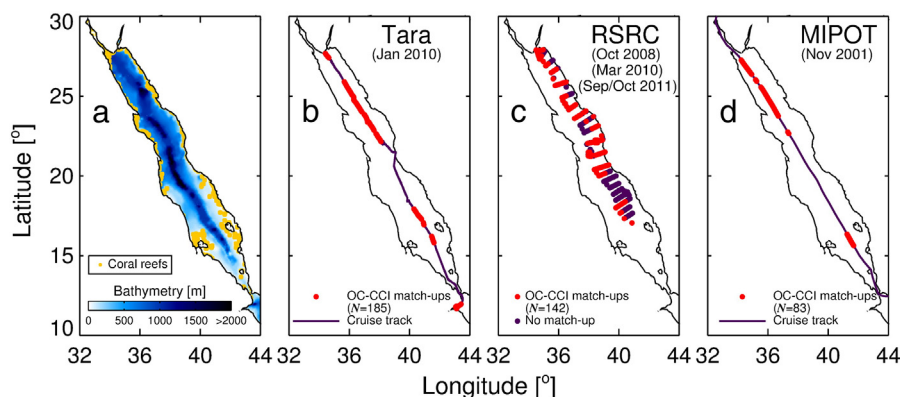 30
25
20
15
10
Latitude [º]
a
Coral reefs
Bathymetry [m]
0 500 1000 1500 >2000
32 36 40 44
b
Tara
(Jan 2010)
OC-CCI match-ups
(N=185)
Cruise track
32 36 40 44
c
RSRC
(Oct 2008)
(Mar 2010)
(Sep/Oct 2011)
OC-CCI match-ups
(N=142)
No match-up
32 36 40 44
d
MIPOT
(Nov 2001)
OC-CCI match-ups
(N=83)
Cruise track
32 36 40 44
Longitude [º]